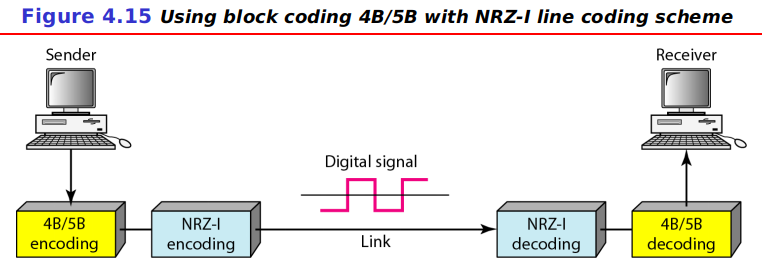 Figure 4.15 Using block coding 4B/5B with NRZ-I line coding scheme
Sender
Receiver
Digital signal
4B/5B
encoding
NRZ-I
encoding
Link
NRZ-I
decoding
4B/5B
decoding